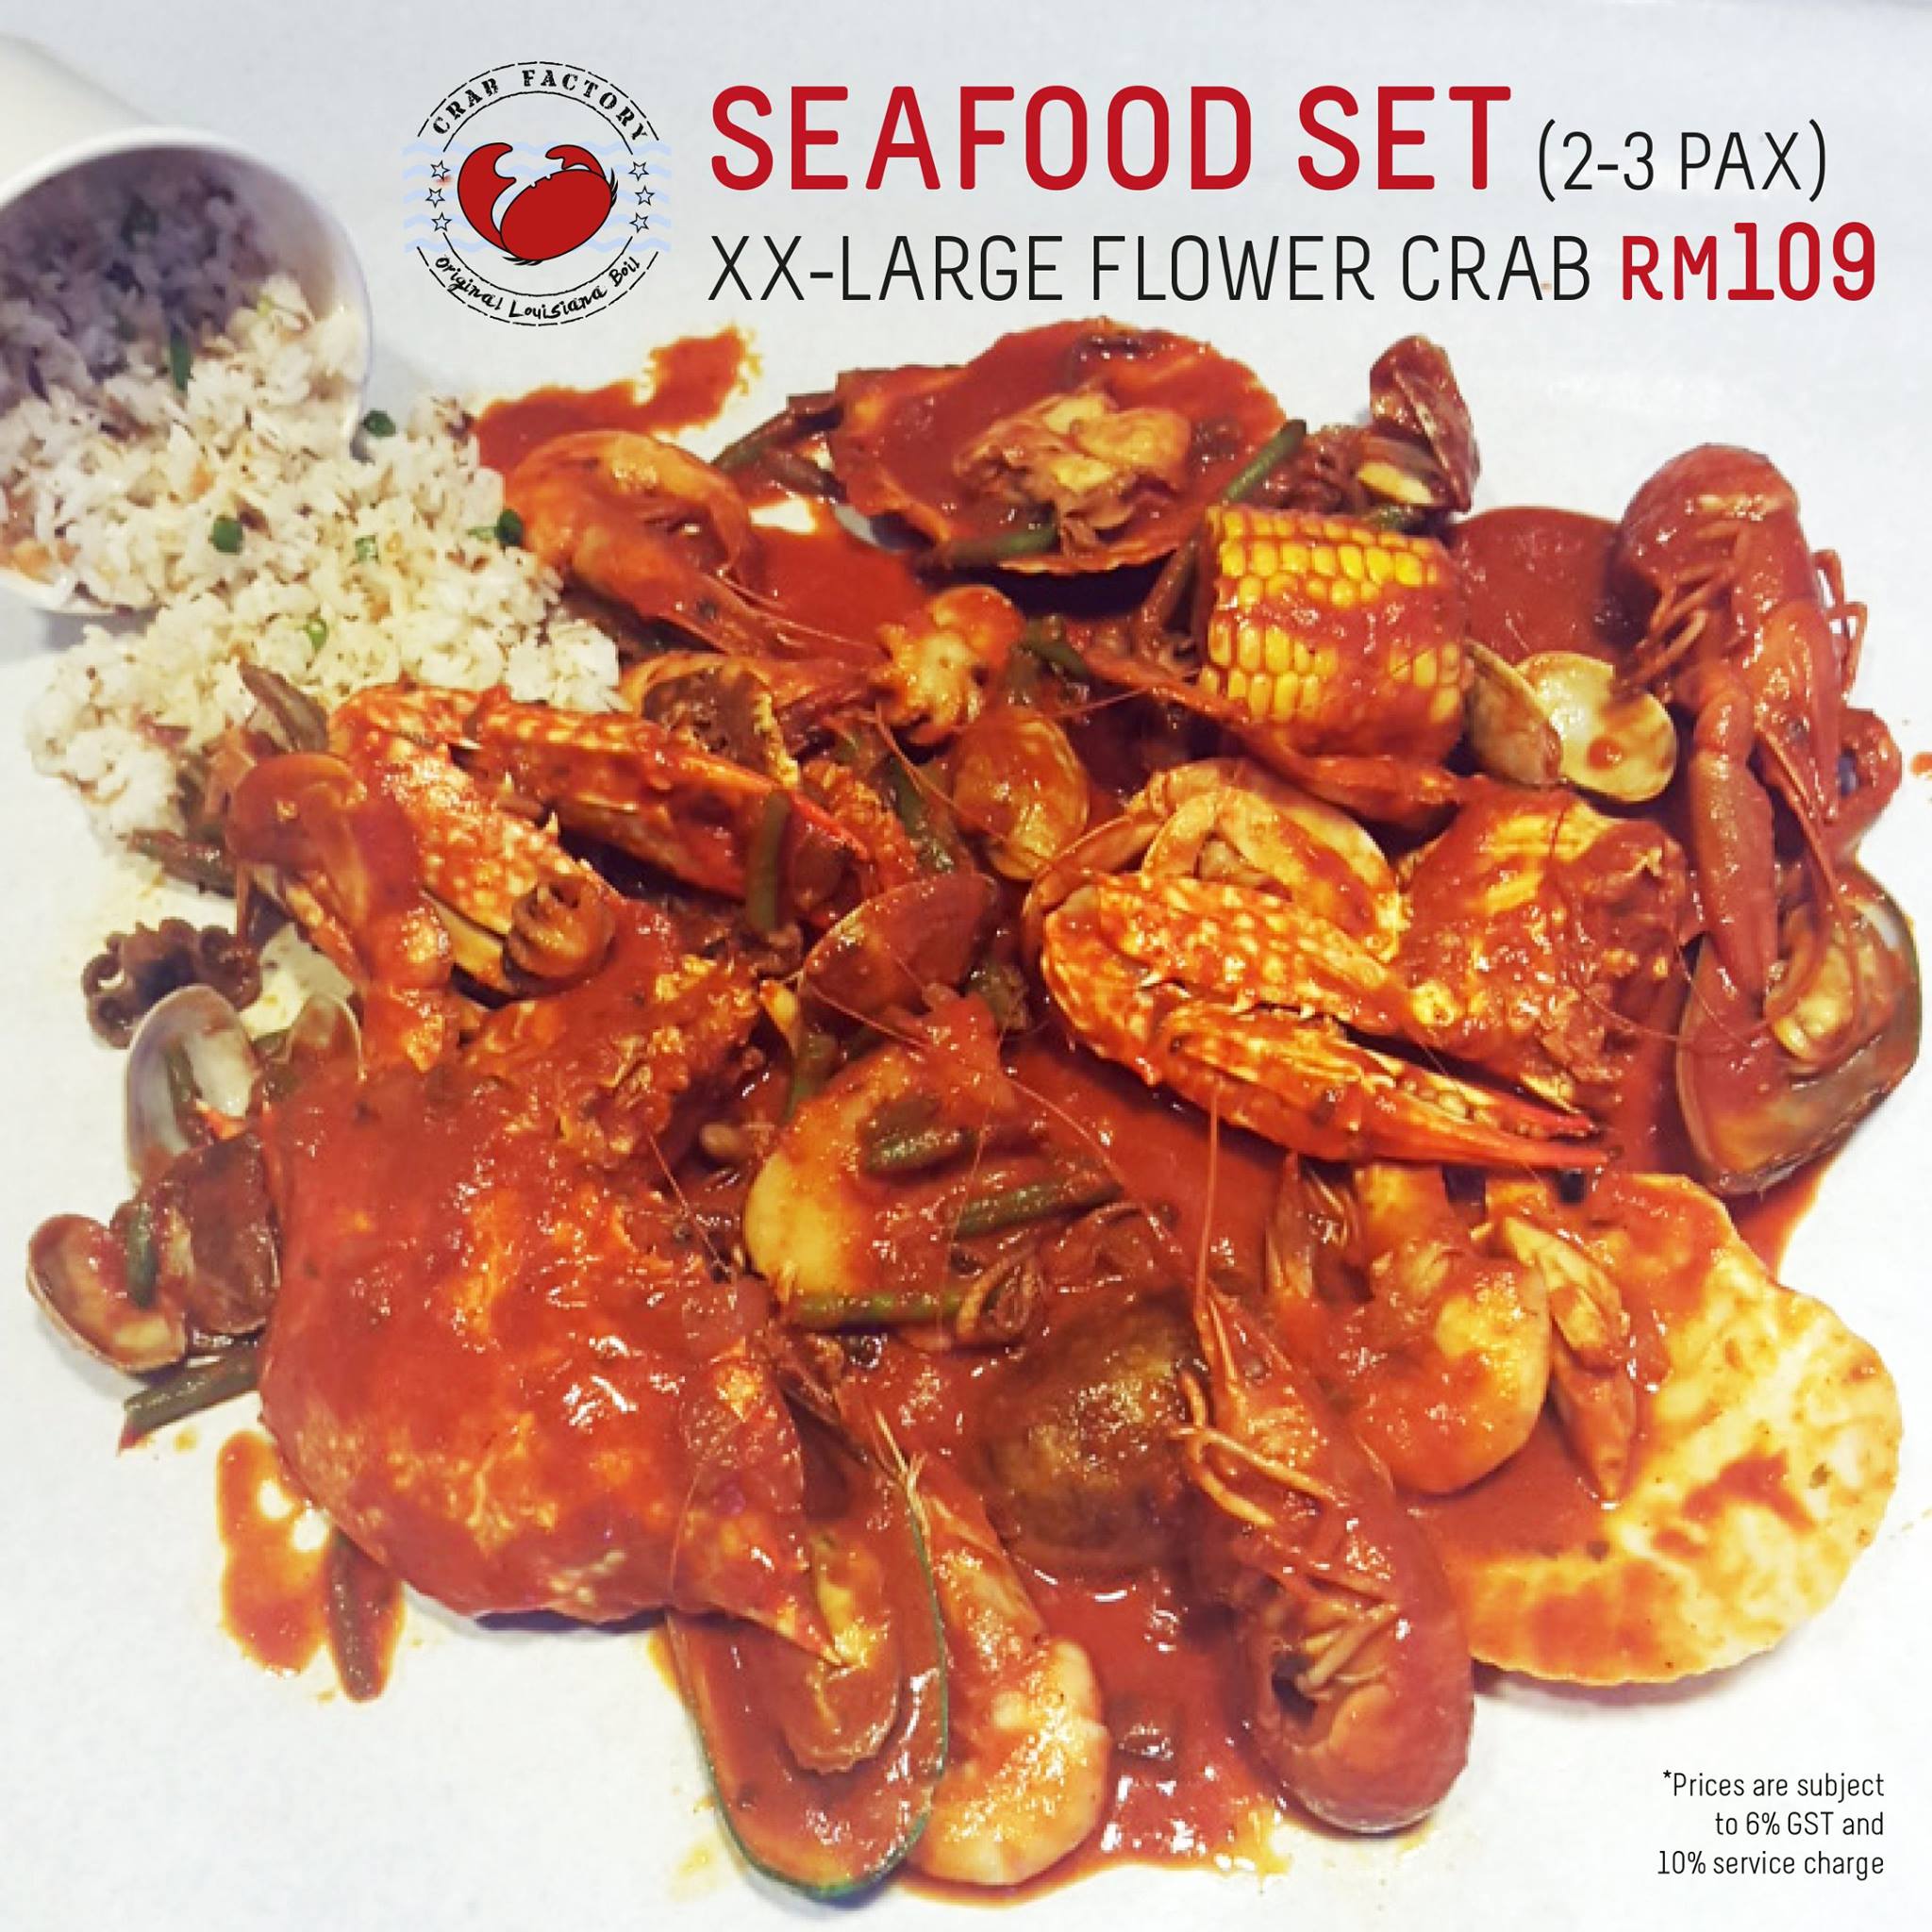 CRAB FACTORY
Original Louisiana Boil
SEAFOOD SET (2-3 PAX)
XX-LARGE FLOWER CRAB RM109
*Prices are subject
to 6% GST and
10% service charge